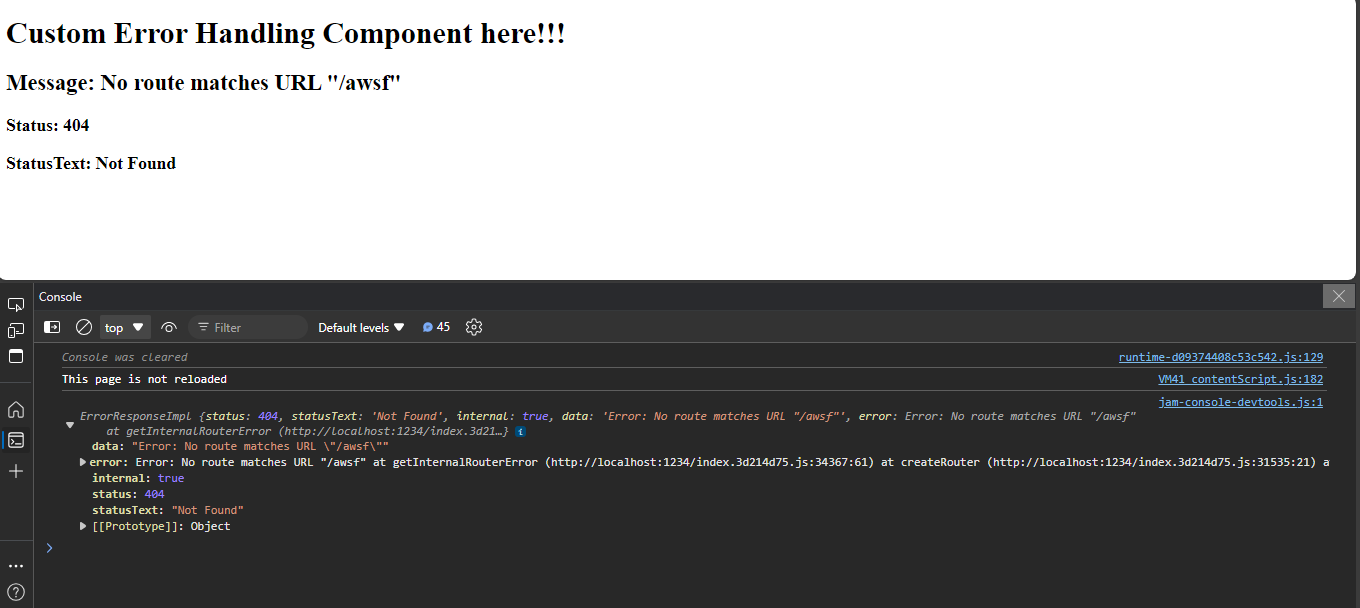 Custom Error Handling Component here!!!
Message: No route matches URL "/awsf"
Status: 404
StatusText: Not Found
Console
top
Filter
Default levels
45
Console was cleared
runtime-d09374408c53c542.js:129
This page is not reloaded
VM41 contentScript.js:182
jam-console-devtools.js:1
ErrorResponseImpl {status: 404, statusText: 'Not Found', internal: true, data: 'Error: No route matches URL "/awsf"', error: Error: No route matches URL "/awsf"
at getInternalRouterError (http://localhost:1234/index.3d21…}
data: "Error: No route matches URL \"/awsf\""
error: Error: No route matches URL "/awsf" at getInternalRouterError (http://localhost:1234/index.3d214d75.js:34367:61) at createRouter (http://localhost:1234/index.3d214d75.js:31535:21) a
internal: true
status: 404
statusText: "Not Found"
[[Prototype]]: Object